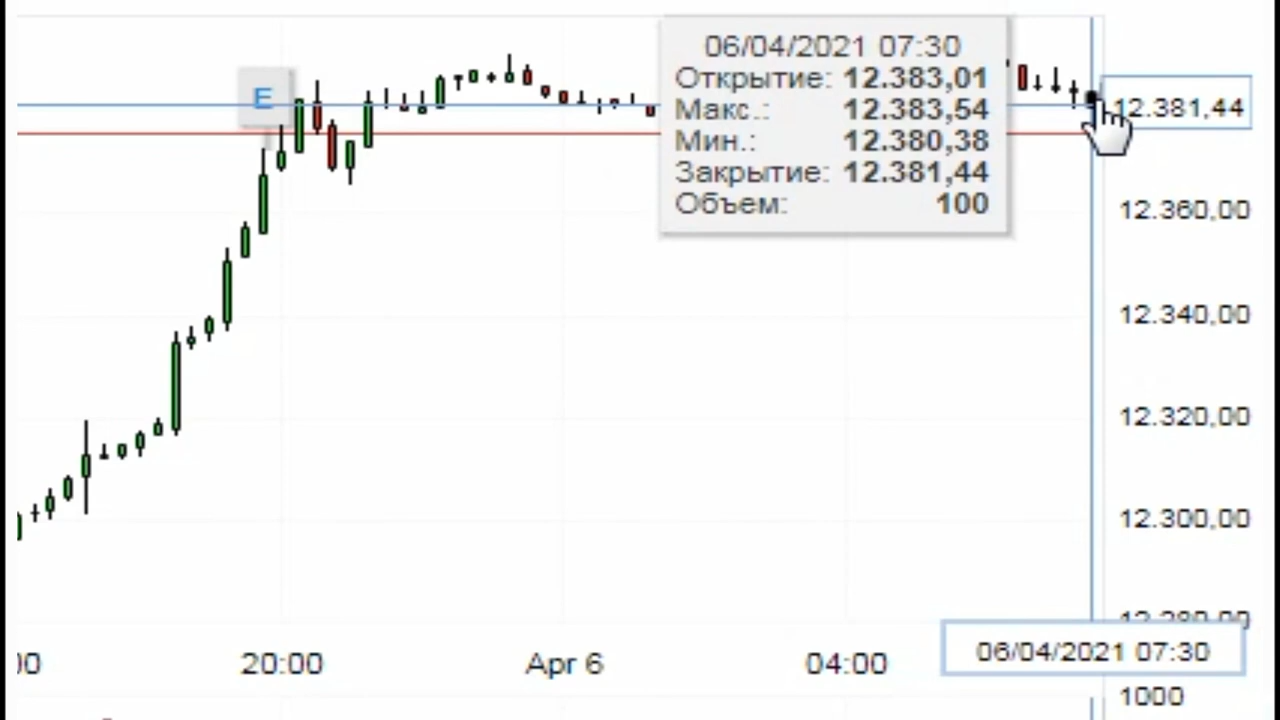 06/04/2021 07:30
Открытие: 12.383,01
Макс.: 12.383,54
Мин.: 12.380,38
Закрытие: 12.381,44
Объем: 100
E
12.381,44
12.360,00
12.340,00
12.320,00
12.300,00
12.280,00
20:00 Apr 6 04:00 06/04/2021 07:30
1000